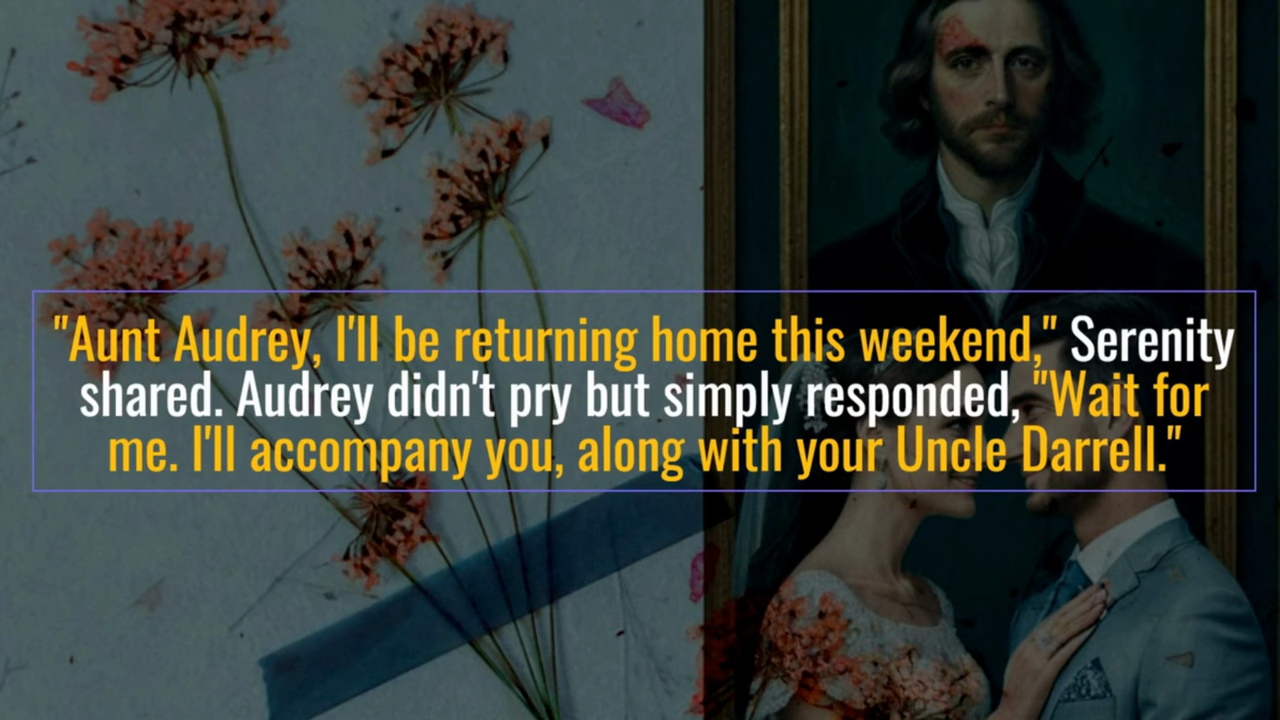 "Aunt Audrey, I'll be returning home this weekend," Serenity
shared. Audrey didn't pry but simply responded, "Wait for
me. I'll accompany you, along with your Uncle Darrell."